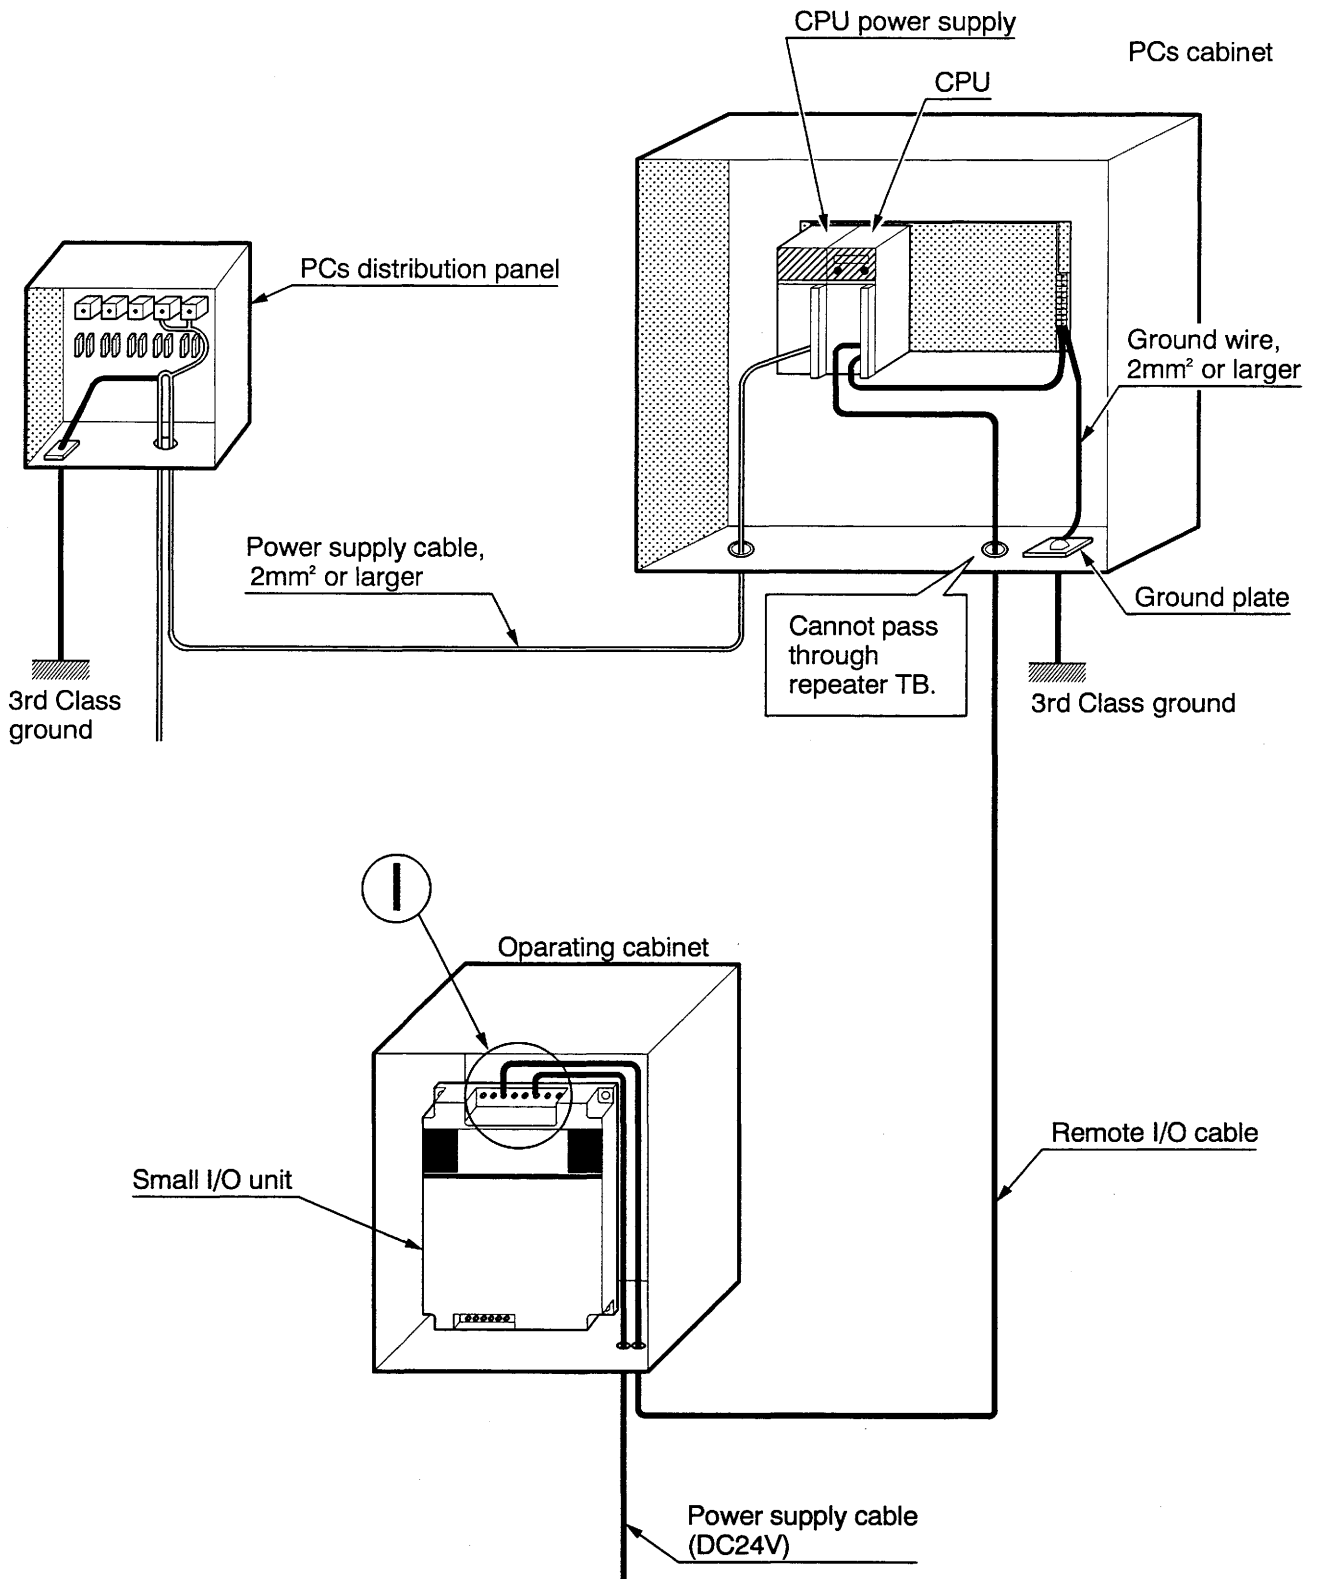 CPU power supply
PCs cabinet
CPU
PCs distribution panel
Ground wire,
2mm² or larger
Power supply cable,
2mm² or larger
Ground plate
Cannot pass
through
repeater TB.
3rd Class
ground
3rd Class ground
I
Oparating cabinet
Remote I/O cable
Small I/O unit
Power supply cable
(DC24V)